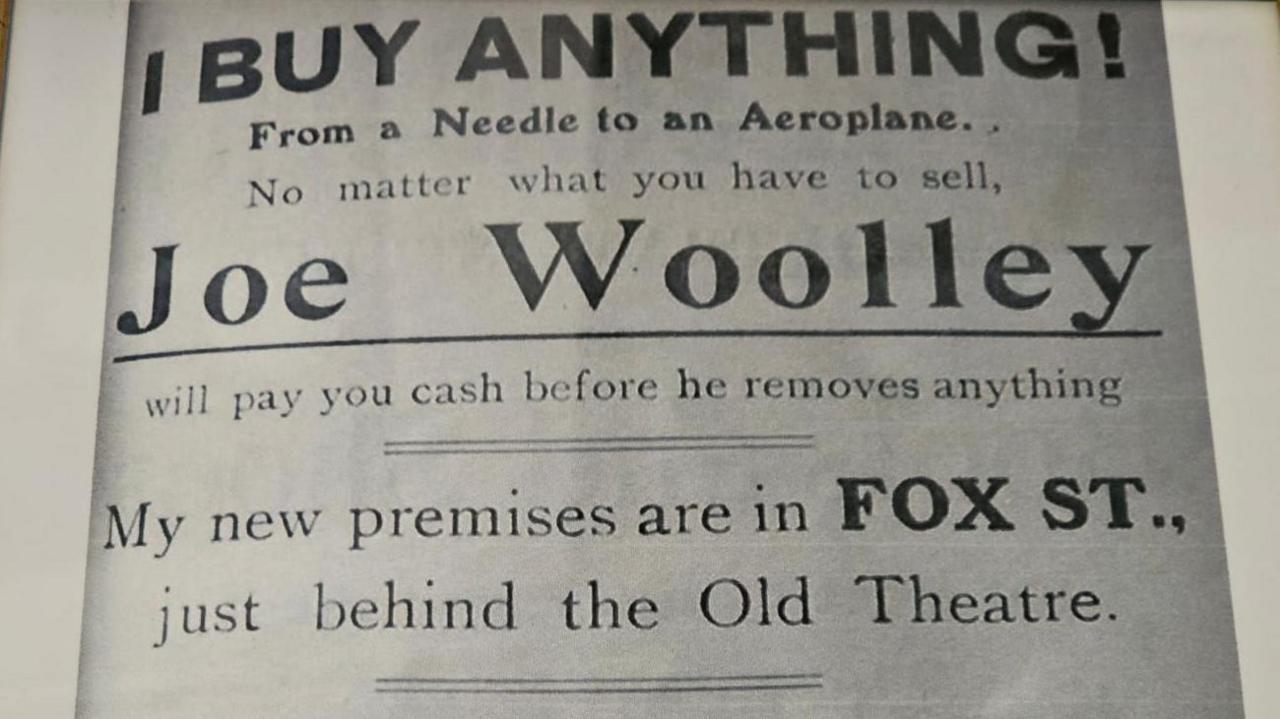 I BUY ANYTHING!
From a Needle to an Aeroplane. .
No matter what you have to sell,
Joe Woolley
will pay you cash before he removes anything
My new premises are in FOX ST.,
just behind the Old Theatre.